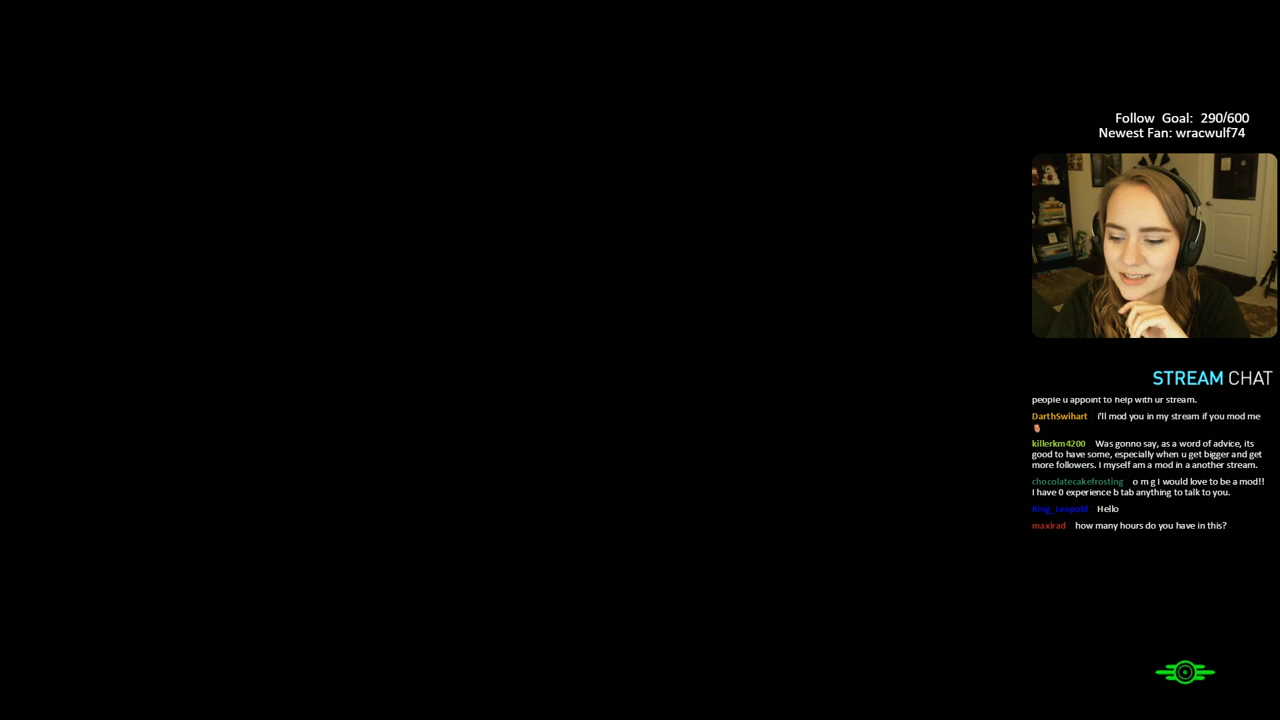 Follow Goal: 290/600
Newest Fan: wracwulf74
STREAM CHAT
people u appoint to help with ur stream.
DarthSwihart i'll mod you in my stream if you mod me
killerkm4200 Was gonno say, as a word of advice, its
good to have some, especially when u get bigger and get
more followers. I myself am a mod in a another stream.
chocolatecakefrosting o m g I would love to be a mod!!
I have 0 experience b tab anything to talk to you.
King_Leopold Hello
maxirad how many hours do you have in this?